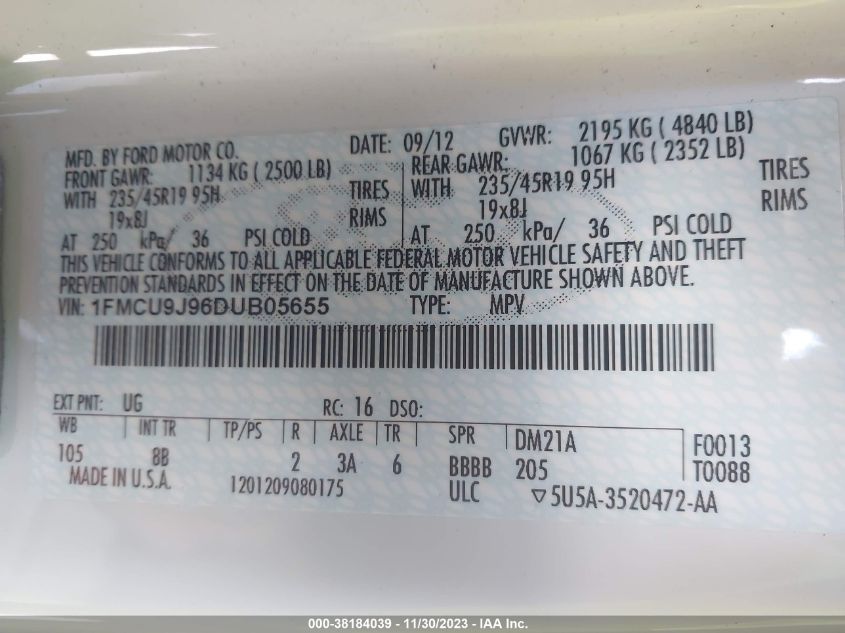 MFD. BY FORD MOTOR CO. DATE: 09/12 GVWR: 2195 KG ( 4840 LB)
FRONT GAWR: 1134 KG ( 2500 LB) REAR GAWR: 1067 KG ( 2352 LB)
WITH 235/45R19 95H TIRES WITH 235/45R19 95H TIRES
19x8J RIMS 19x8J RIMS
AT 250 kPa/ 36 PSI COLD AT 250 kPa/ 36 PSI COLD
THIS VEHICLE CONFORMS TO ALL APPLICABLE FEDERAL MOTOR VEHICLE SAFETY AND THEFT
PREVENTION STANDARDS IN EFFECT ON THE DATE OF MANUFACTURE SHOWN ABOVE.
VIN: 1FMCU9J96DUB05655 TYPE: MPV
EXT PNT: UG RC: 16 DSO:
WB INT TR TP/PS R AXLE TR SPR DM21A F0013
105 8B 2 3A 6 BBBB 205 T0088
MADE IN U.S.A. 1201209080175 ULC ▽5U5A-3520472-AA
000-38184039 - 11/30/2023 - IAA Inc.